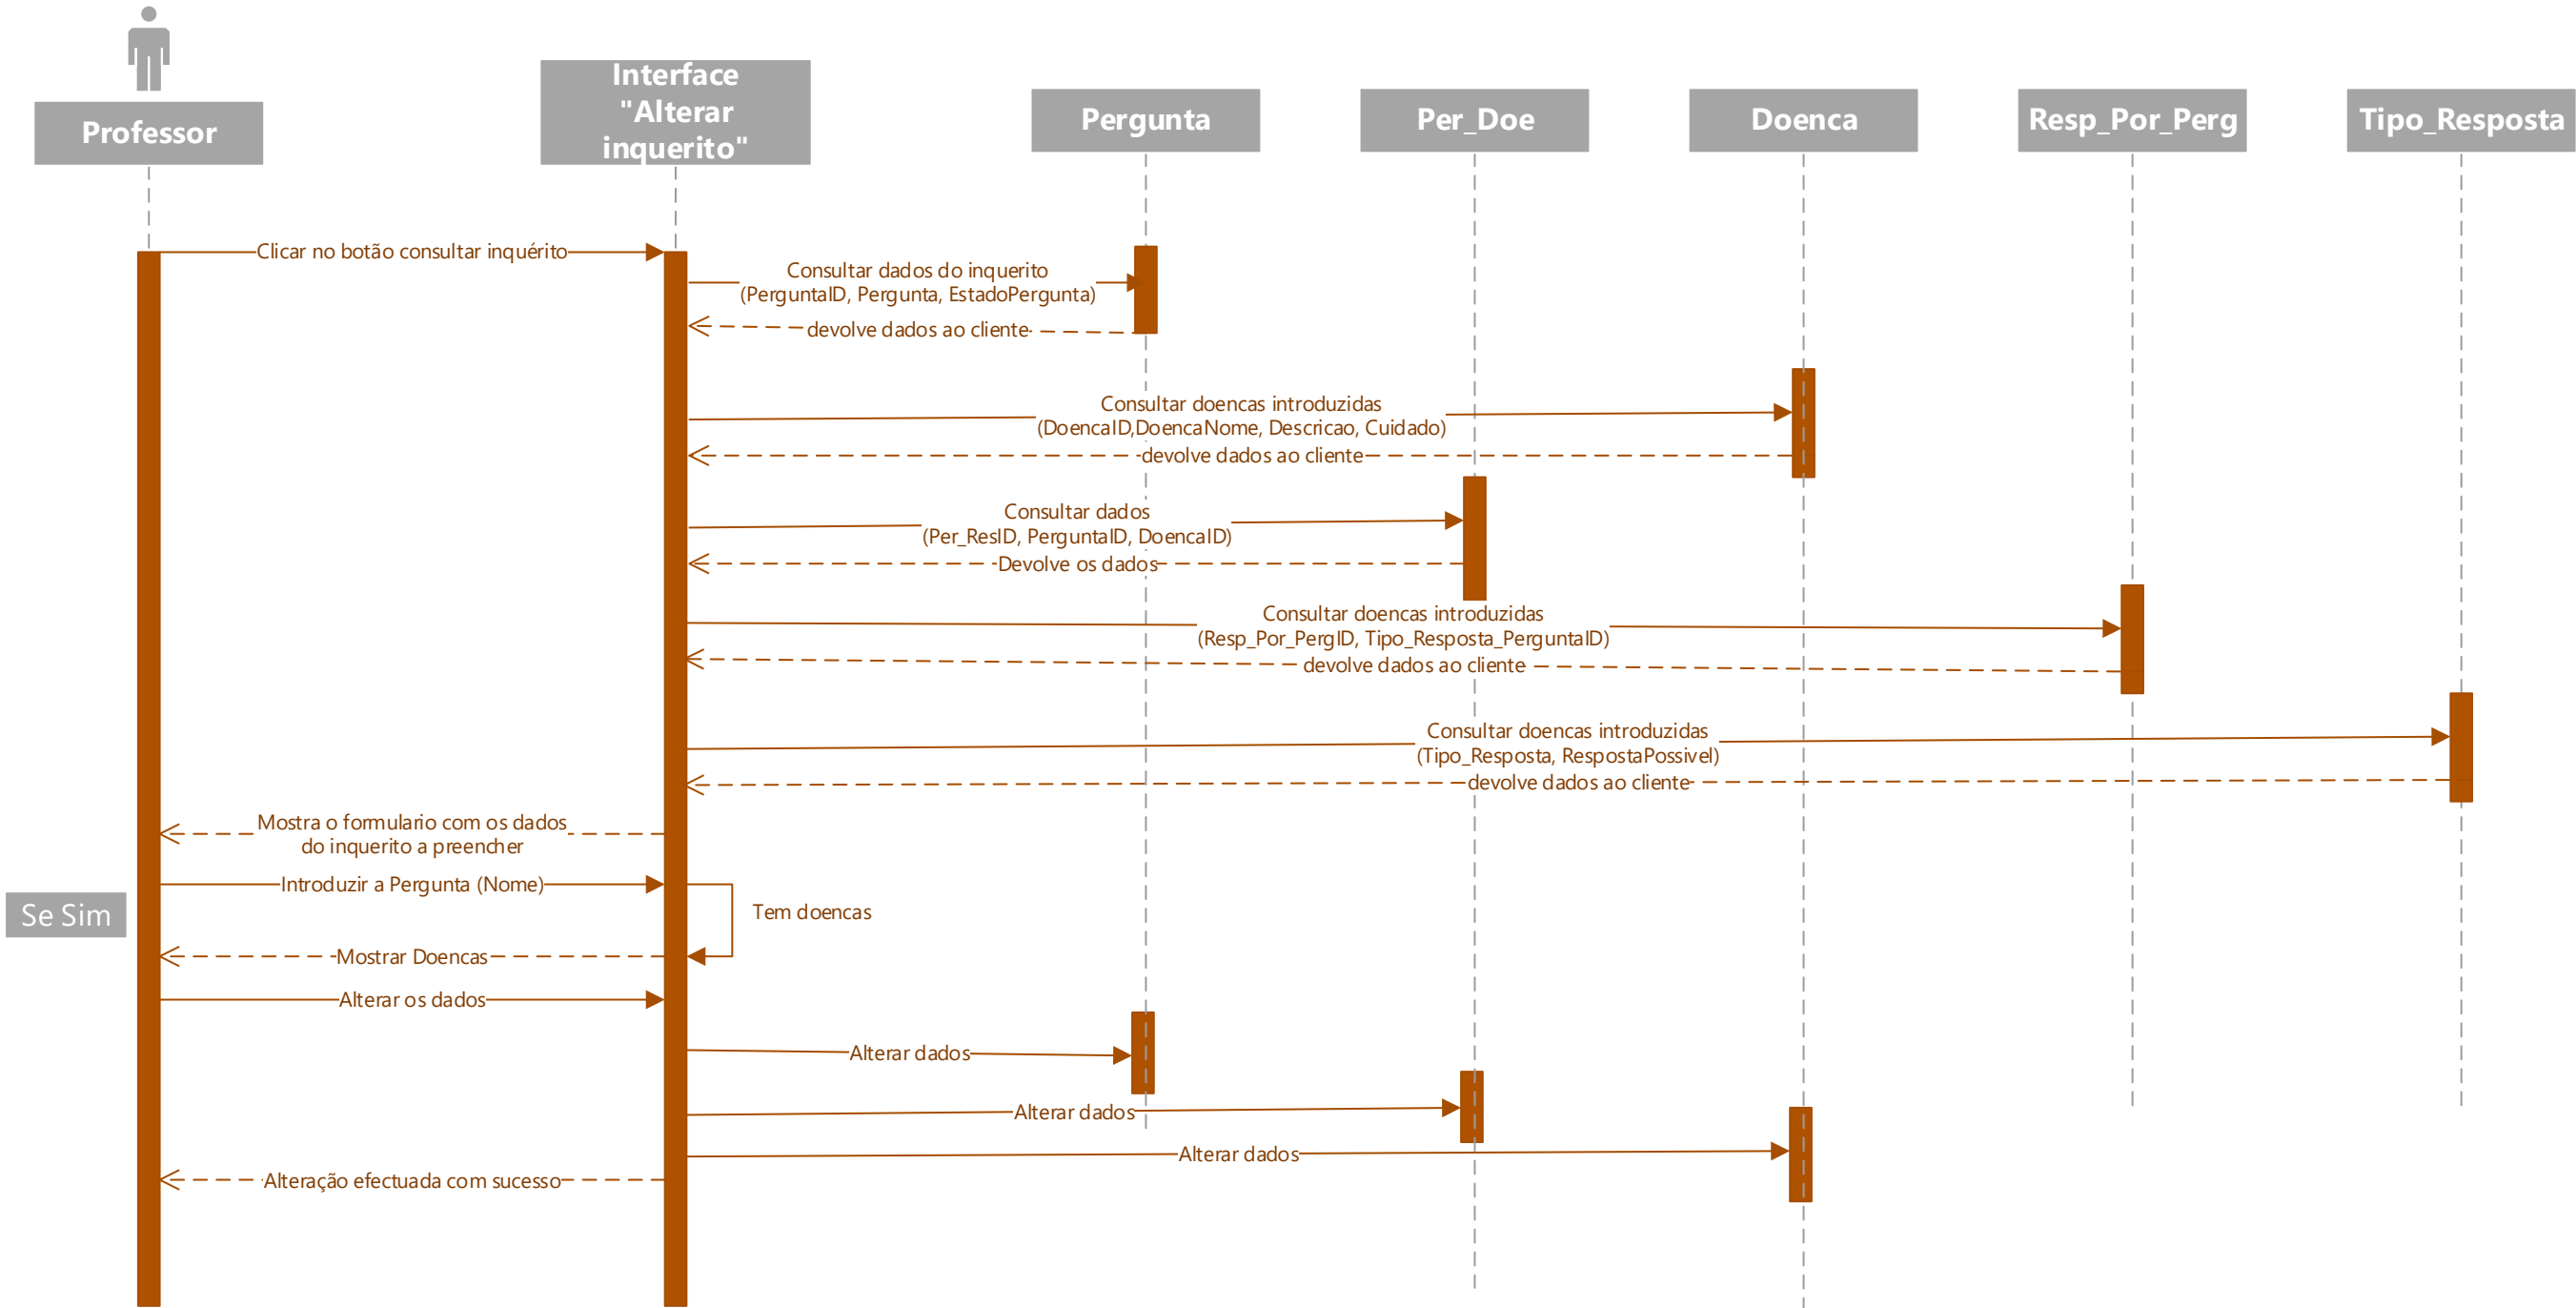 Professor
Interface
"Alterar
inquerito"
Pergunta
Per_Doe
Doenca
Resp_Por_Perg
Tipo_Resposta
Clicar no botão consultar inquérito
Consultar dados do inquerito
(PerguntaID, Pergunta, EstadoPergunta)
devolve dados ao cliente
Consultar doencas introduzidas
(DoencaID,DoencaNome, Descricao, Cuidado)
devolve dados ao cliente
Consultar dados
(Per_ResID, PerguntaID, DoencaID)
Devolve os dados
Consultar doencas introduzidas
(Resp_Por_PergID, Tipo_Resposta_PerguntaID)
devolve dados ao cliente
Consultar doencas introduzidas
(Tipo_Resposta, RespostaPossivel)
devolve dados ao cliente
Mostra o formulario com os dados
do inquerito a preencher
Introduzir a Pergunta (Nome)
Se Sim
Tem doencas
Mostrar Doencas
Alterar os dados
Alterar dados
Alterar dados
Alterar dados
Alteração efectuada com sucesso